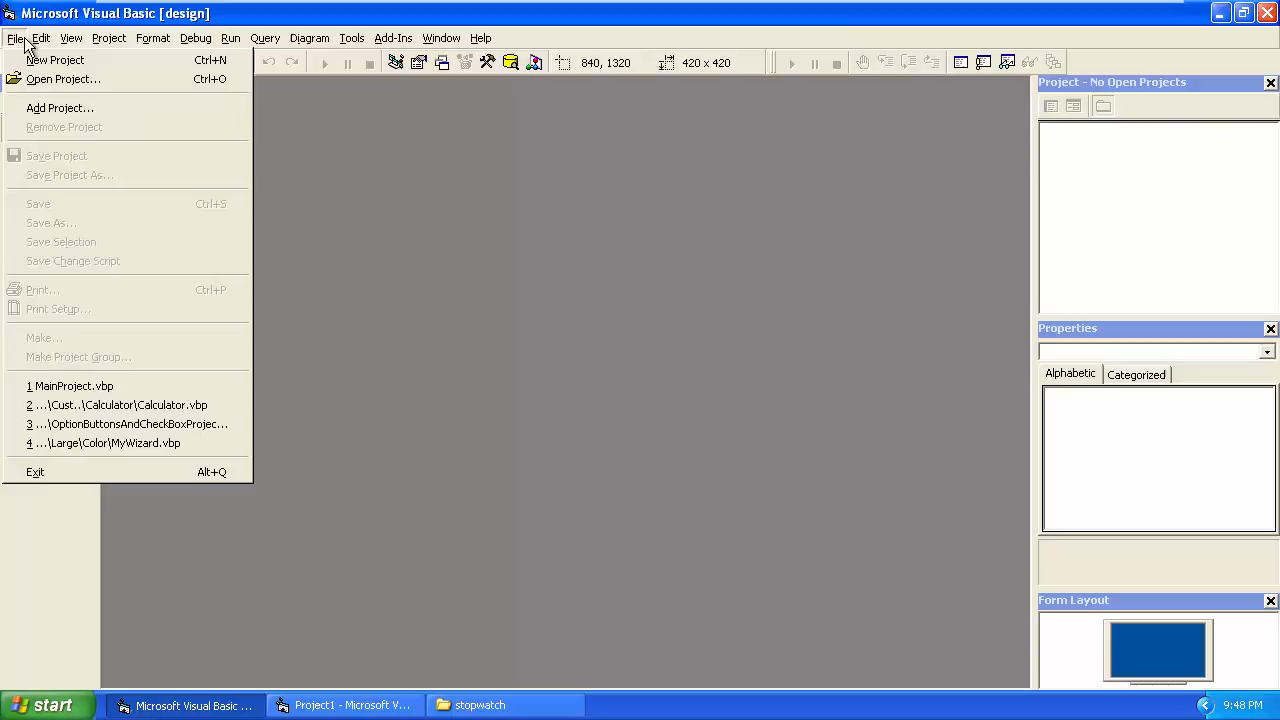 Microsoft Visual Basic [design]
File Edit View Project Format Debug Run Query Diagram Tools Add-Ins Window Help
New Project Ctrl+N
Open Project... Ctrl+O
Add Project...
Remove Project
Save Project
Save Project As...
Save Ctrl+S
Save As...
Save Selection
Save Change Script
Print... Ctrl+P
Print Setup...
Make...
Make Project Group...
1 MainProject.vbp
2 ...\Cust..\Calculator\Calculator.vbp
3 ...\OptionButtonsAndCheckBoxProjec...
4 ...\Large\Color\MyWizard.vbp
Exit Alt+Q
840, 1320 420 x 420
Project - No Open Projects
Properties
Alphabetic Categorized
Form Layout
start Microsoft Visual Basic ... Project1 - Microsoft V... stopwatch 9:48 PM